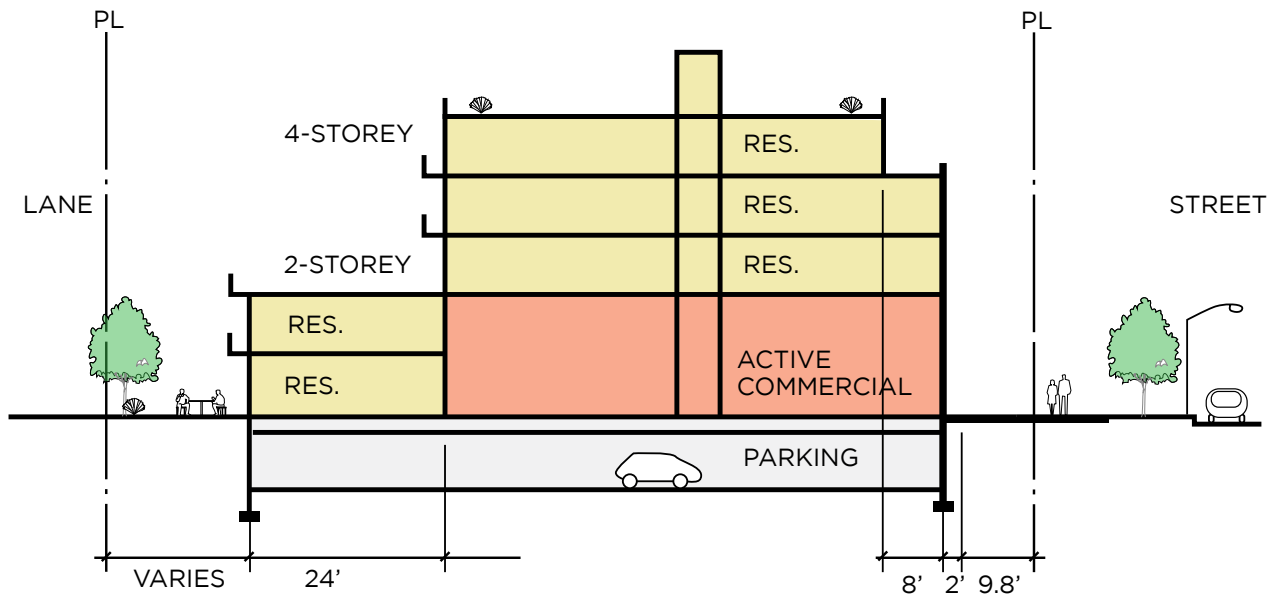 PL
PL
4-STOREY
RES.
LANE
RES.
STREET
2-STOREY
RES.
RES.
ACTIVE
COMMERCIAL
RES.
PARKING
VARIES
24’
8’
2’
9.8’